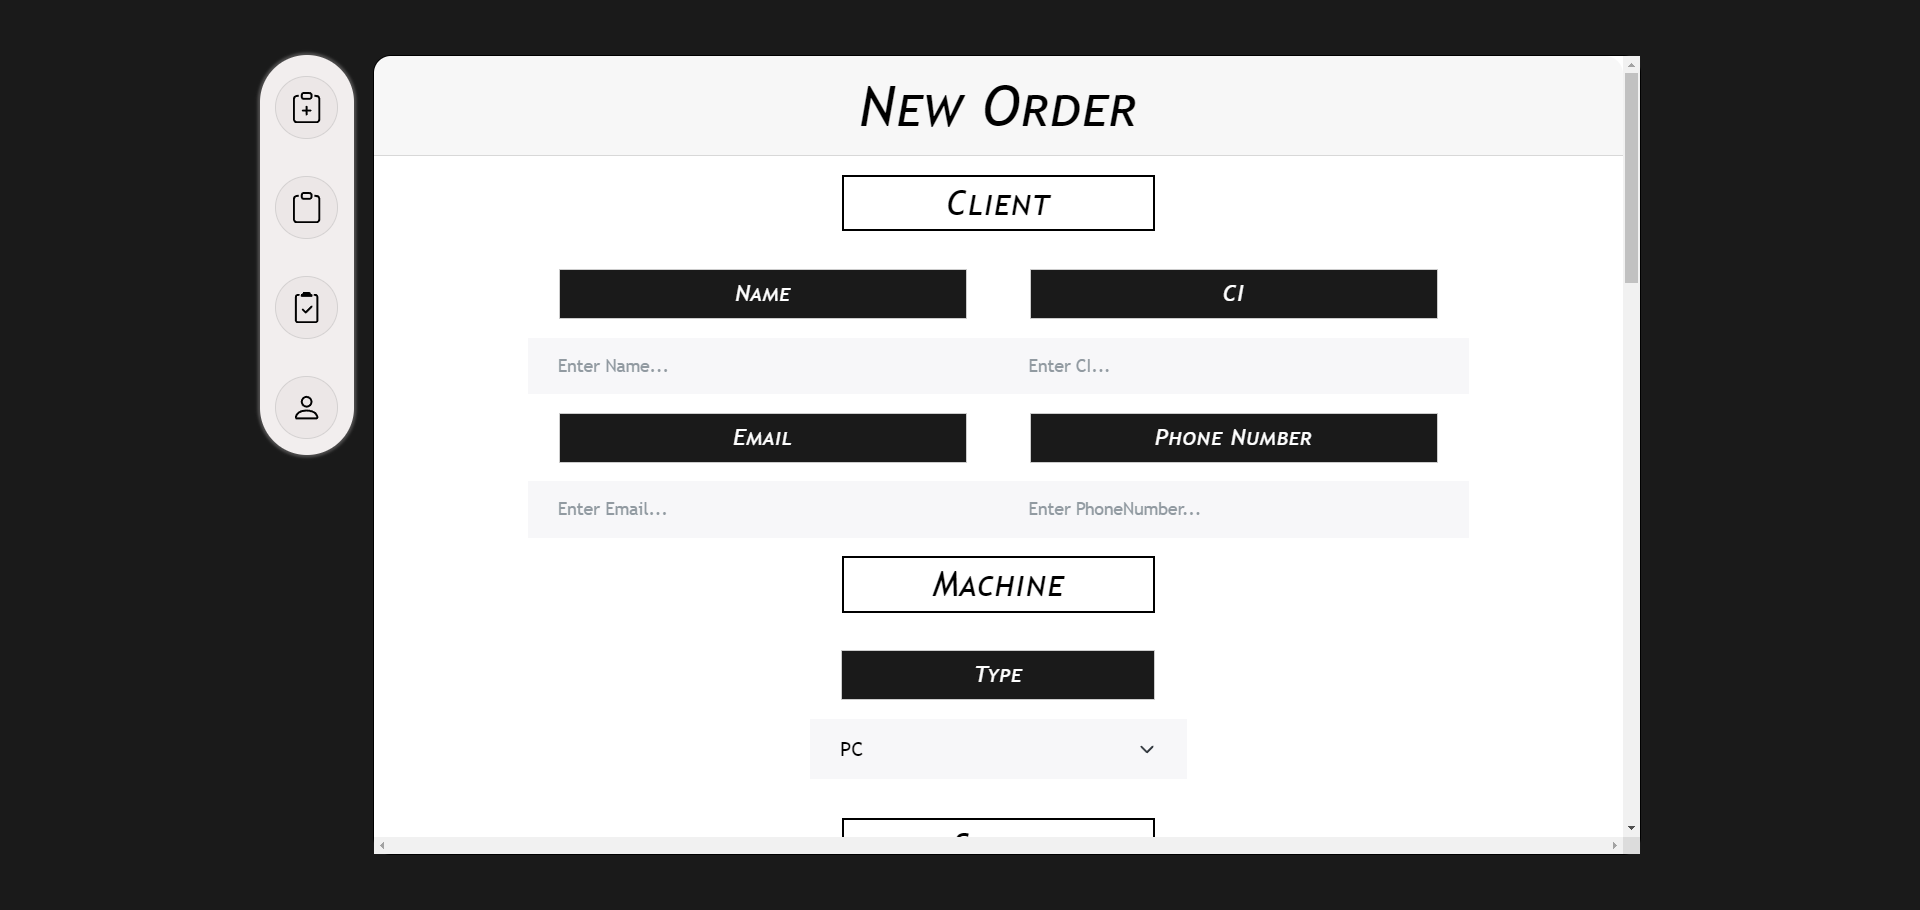 New Order
Client
Name
CI
Enter Name...
Enter CI...
Email
Phone Number
Enter Email...
Enter PhoneNumber...
Machine
Type
PC